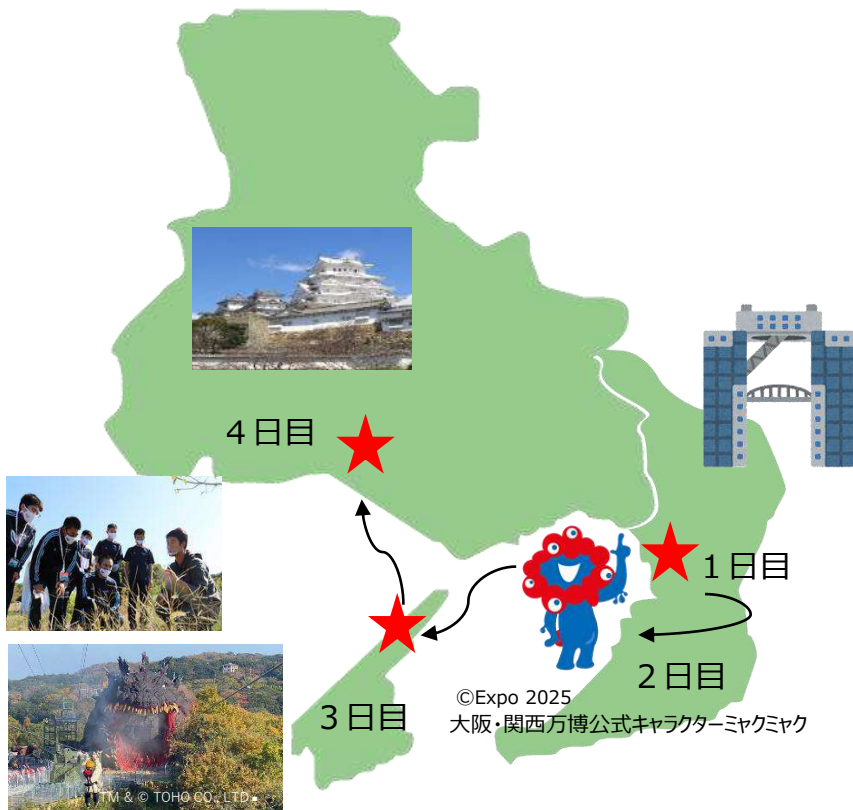 ４日目
１日目
２日目
３日目
©Expo 2025
大阪・関西万博公式キャラクターミャクミャク
TM & © TOHO CO., LTD.